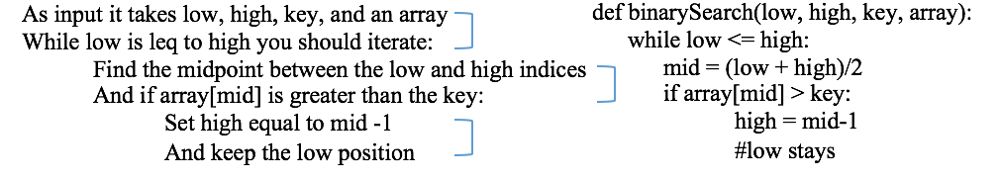 As input it takes low, high, key, and an array
While low is leq to high you should iterate:
Find the midpoint between the low and high indices
And if array[mid] is greater than the key:
Set high equal to mid -1
And keep the low position
def binarySearch(low, high, key, array):
while low <= high:
mid = (low + high)/2
if array[mid] > key:
high = mid-1
#low stays